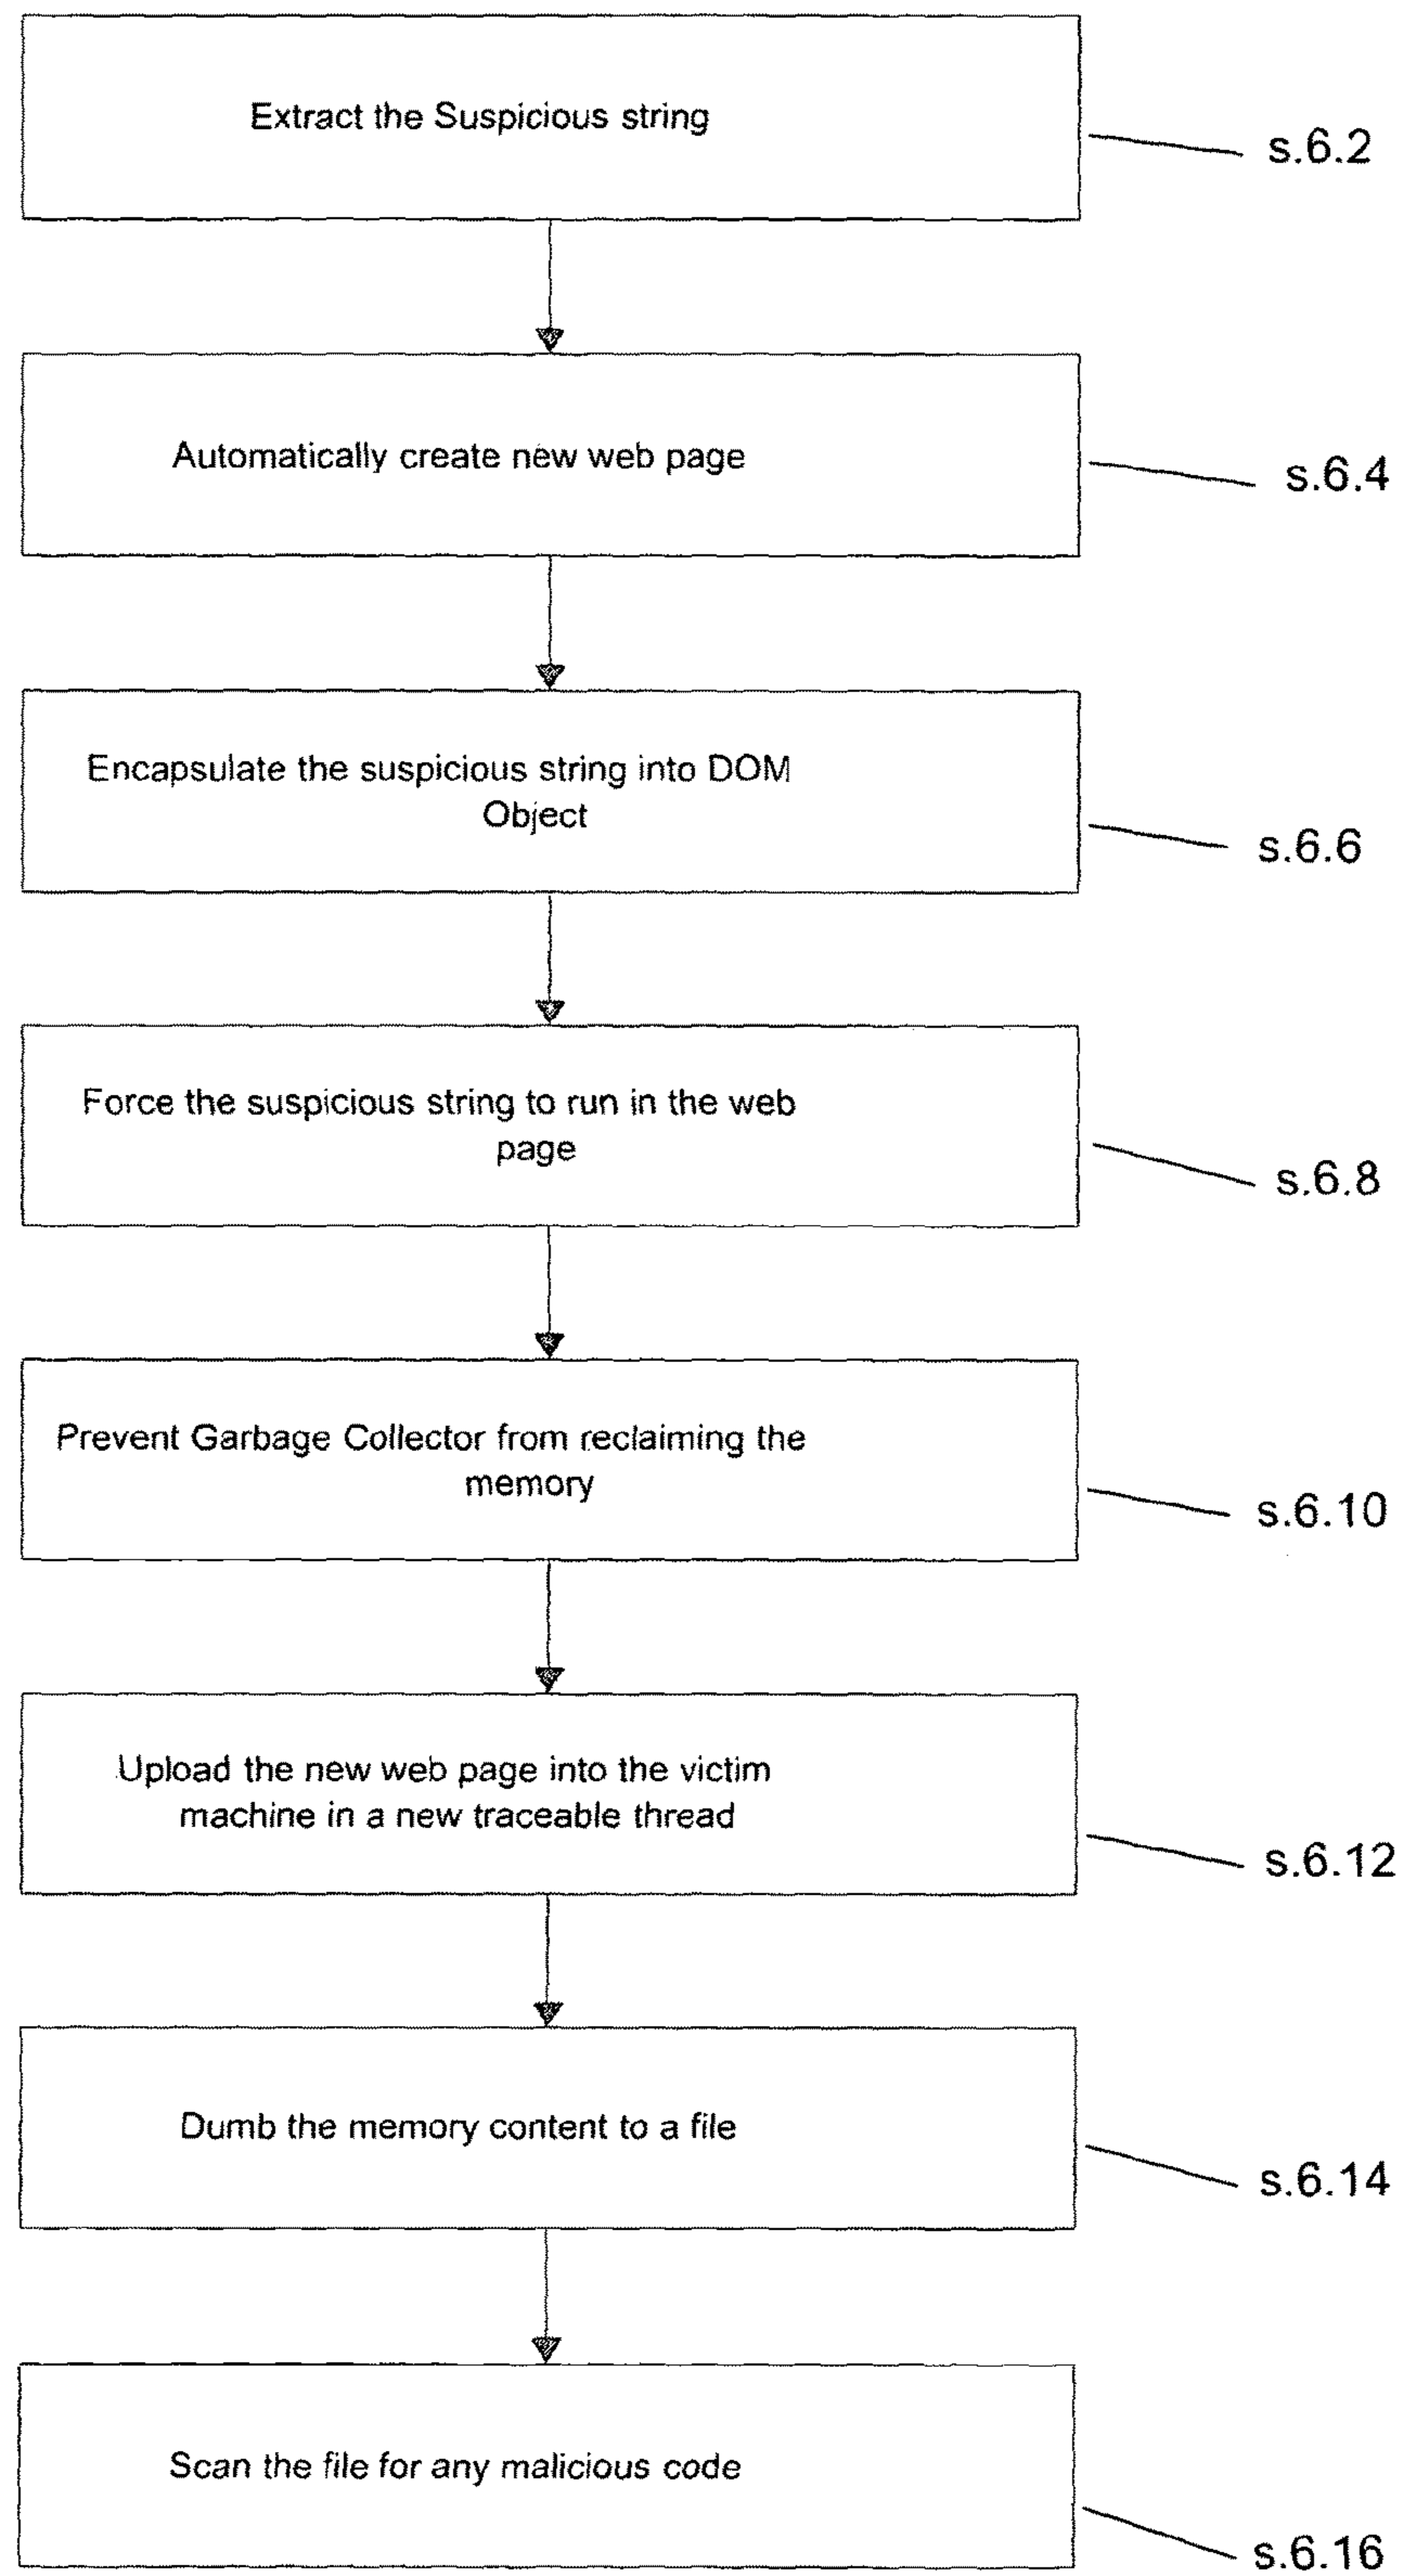 Extract the Suspicious string
s.6.2
Automatically create new web page
s.6.4
Encapsulate the suspicious string into DOM
Object
s.6.6
Force the suspicious string to run in the web
page
s.6.8
Prevent Garbage Collector from reclaiming the
memory
s.6.10
Upload the new web page into the victim
machine in a new traceable thread
s.6.12
Dumb the memory content to a file
s.6.14
Scan the file for any malicious code
s.6.16